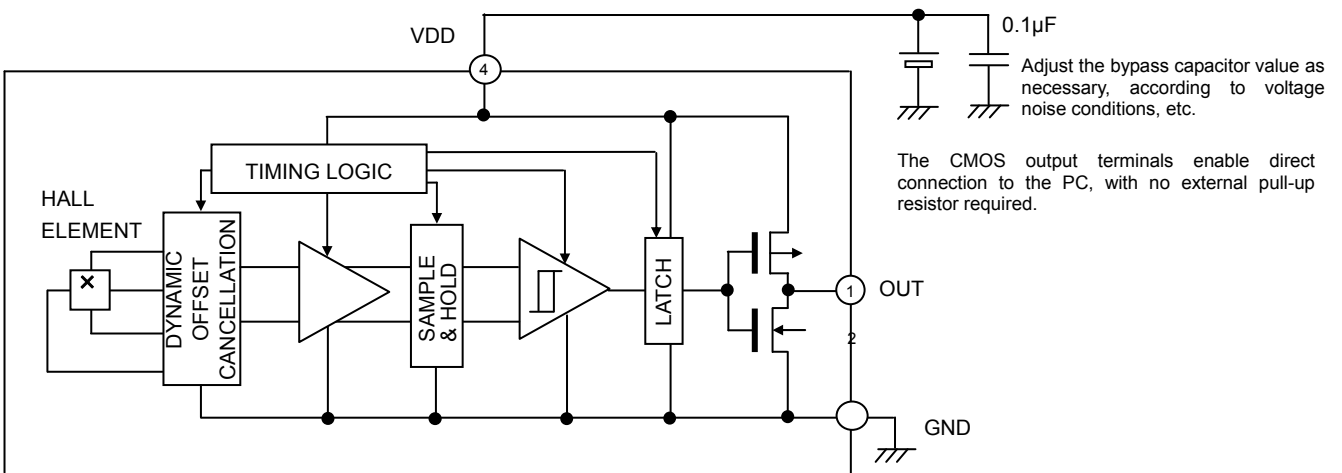 VDD
4
0.1µF
Adjust the bypass capacitor value as
necessary, according to voltage
noise conditions, etc.
The CMOS output terminals enable direct
connection to the PC, with no external pull-up
resistor required.
TIMING LOGIC
HALL
ELEMENT
×
DYNAMIC
OFFSET
CANCELLATION
SAMPLE
& HOLD
LATCH
1
OUT
2
GND